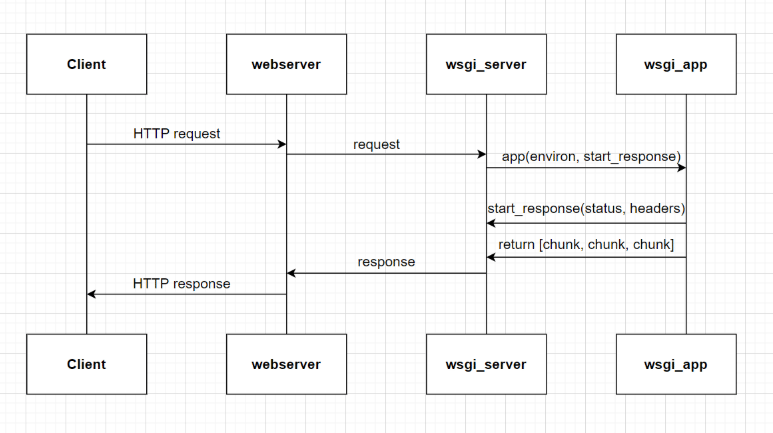 Client
webserver
wsgi_server
wsgi_app
HTTP request
request
app(environ, start_response)
start_response(status, headers)
return [chunk, chunk, chunk]
response
HTTP response
Client
webserver
wsgi_server
wsgi_app